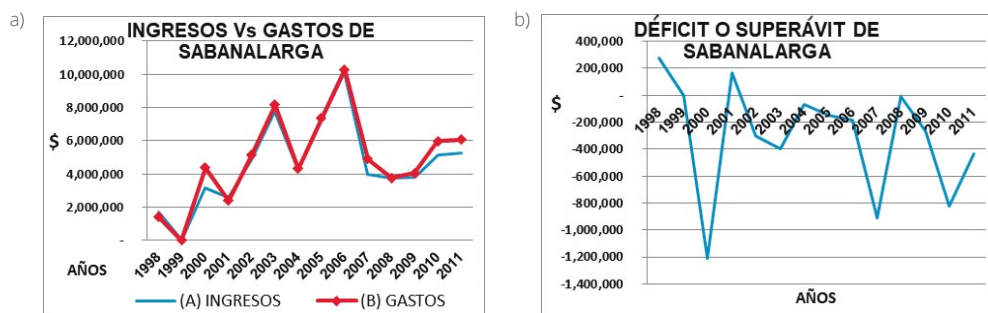 a)
INGRESOS Vs GASTOS DE
SABANALARGA
12,000,000
10,000,000
8,000,000
$
6,000,000
4,000,000
2,000,000
-
1998 1999 2000 2001 2002 2003 2004 2005 2006 2007 2008 2009 2010 2011
AÑOS
(A) INGRESOS (B) GASTOS
b)
DÉFICIT O SUPERÁVIT DE
SABANALARGA
400,000
200,000
$
-
-200,000
-400,000
-600,000
-800,000
-1,000,000
-1,200,000
-1,400,000
1998 1999 2000 2001 2002 2003 2004 2005 2006 2007 2008 2009 2010 2011
AÑOS